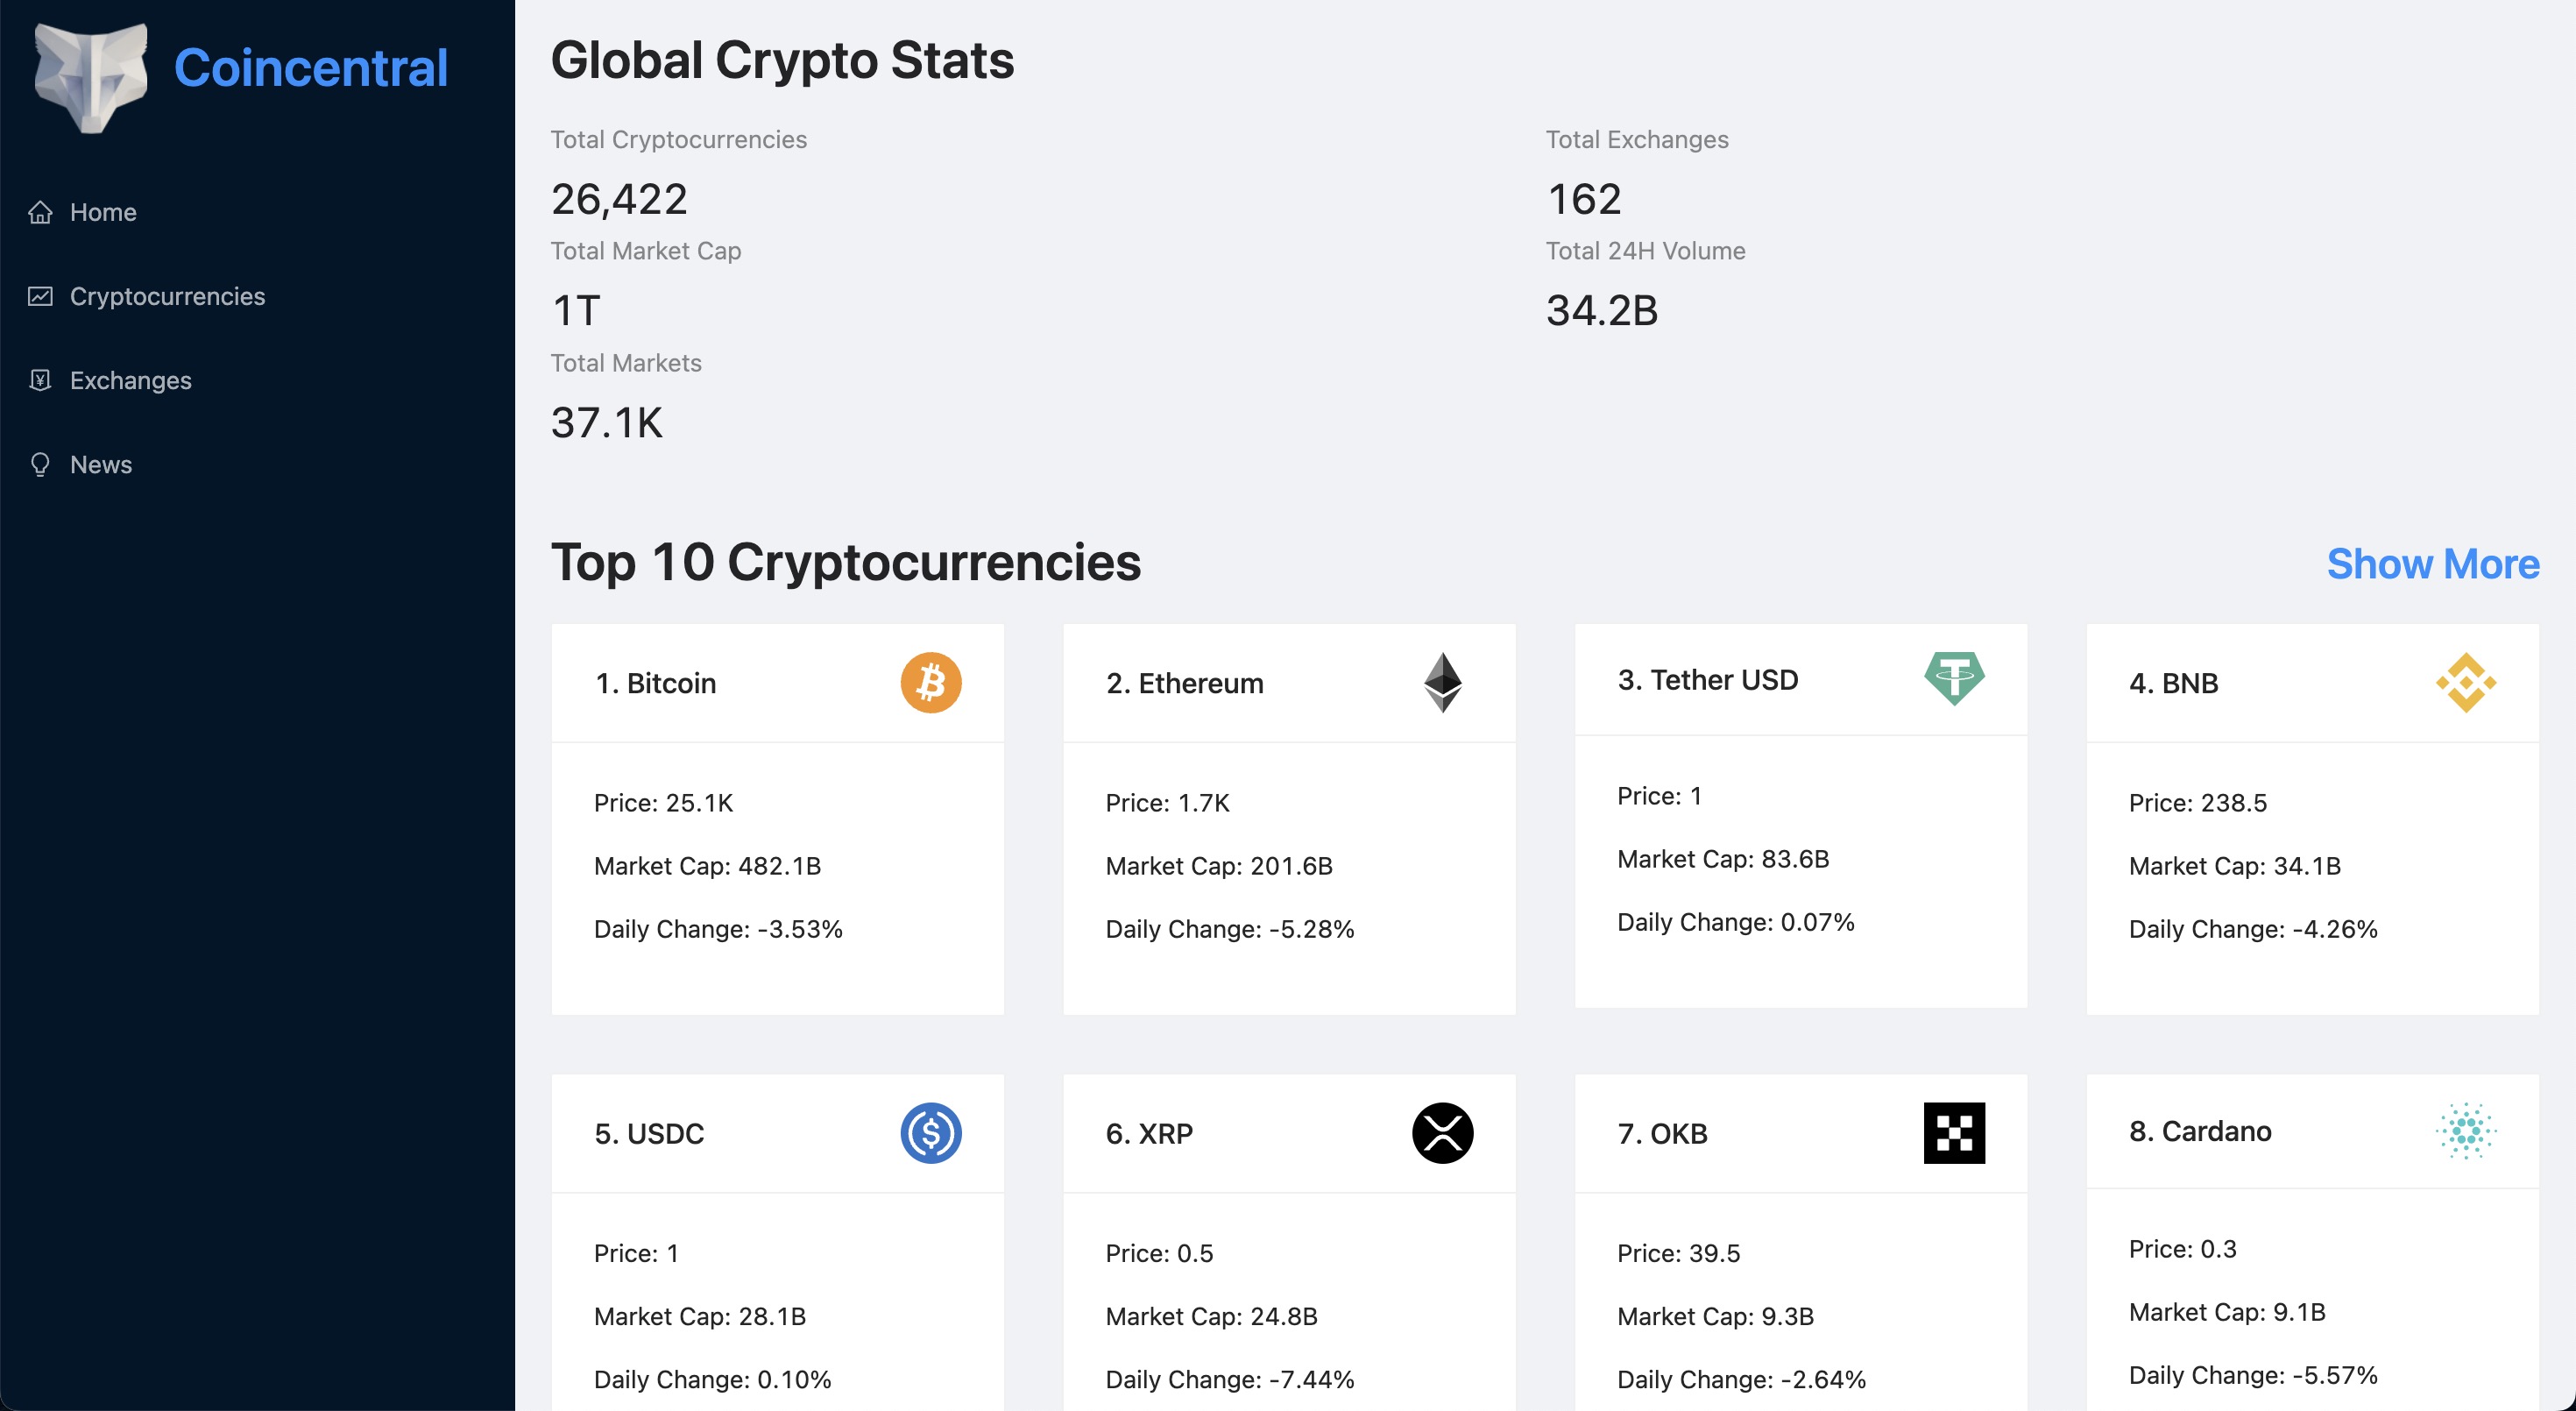 Coincentral
Home
Cryptocurrencies
Exchanges
News
Global Crypto Stats
Total Cryptocurrencies
26,422
Total Exchanges
162
Total Market Cap
1T
Total 24H Volume
34.2B
Total Markets
37.1K
Top 10 Cryptocurrencies
Show More
1. Bitcoin
Price: 25.1K
Market Cap: 482.1B
Daily Change: -3.53%
2. Ethereum
Price: 1.7K
Market Cap: 201.6B
Daily Change: -5.28%
3. Tether USD
Price: 1
Market Cap: 83.6B
Daily Change: 0.07%
4. BNB
Price: 238.5
Market Cap: 34.1B
Daily Change: -4.26%
5. USDC
Price: 1
Market Cap: 28.1B
Daily Change: 0.10%
6. XRP
Price: 0.5
Market Cap: 24.8B
Daily Change: -7.44%
7. OKB
Price: 39.5
Market Cap: 9.3B
Daily Change: -2.64%
8. Cardano
Price: 0.3
Market Cap: 9.1B
Daily Change: -5.57%